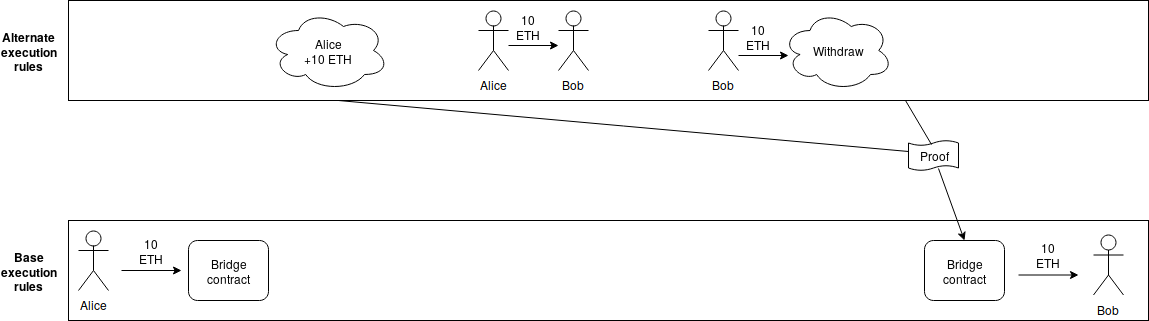 Alternate
execution
rules
Alice
+10 ETH
10
ETH
Alice
Bob
10
ETH
Bob
Withdraw
Proof
Base
execution
rules
10
ETH
Alice
Bridge
contract
Bridge
contract
10
ETH
Bob